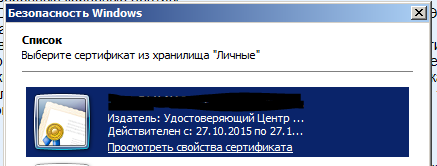 Безопасность Windows
Список
Выберите сертификат из хранилища "Личные"
Издатель: Удостоверяющий Центр ...
Действителен с: 27.10.2015 по 27.1...
Просмотреть свойства сертификата